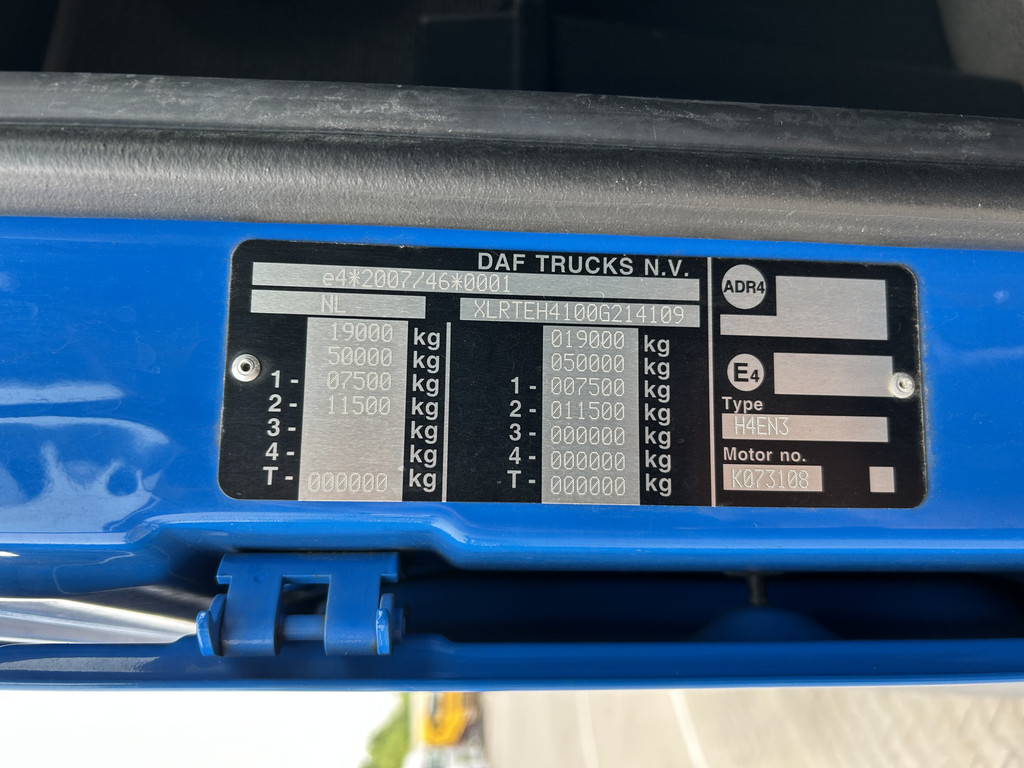 DAF TRUCKS N.V.
e4*2007/46*0001
NL XLRTEH4100G214109
19000 kg
50000 kg
1- 07500 kg
2- 11500 kg
3- kg
4- kg
T- 000000 kg
019000 kg
050000 kg
1- 007500 kg
2- 011500 kg
3- 000000 kg
4- 000000 kg
T- 000000 kg
ADR4
E4
Type
H4EN3
Motor no.
K073108